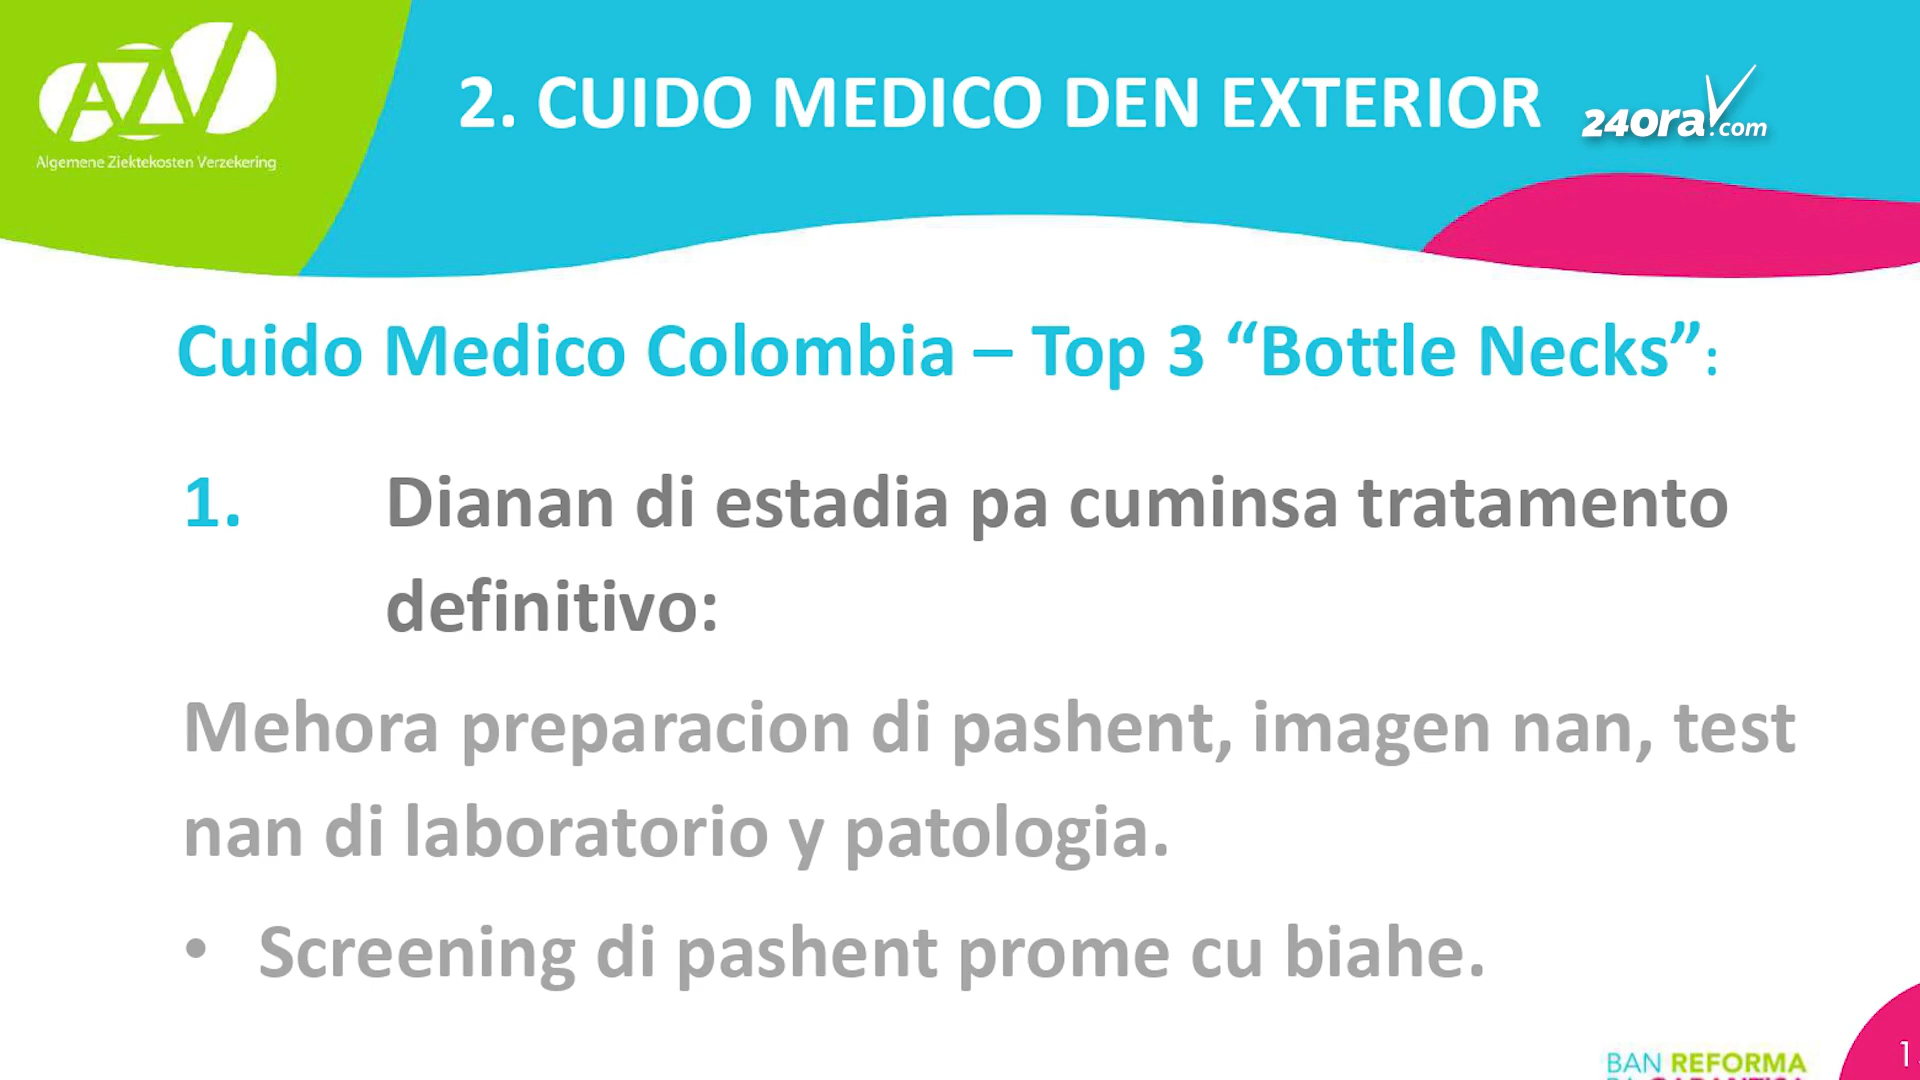 AZV
Algemene Ziektekosten Verzekering
2. CUIDO MEDICO DEN EXTERIOR
24ora.com
Cuido Medico Colombia – Top 3 “Bottle Necks”:
1. Dianan di estadia pa cuminsa tratamento
definitivo:
Mehora preparacion di pashent, imagen nan, test
nan di laboratorio y patologia.
• Screening di pashent prome cu biahe.
BAN REFORMA